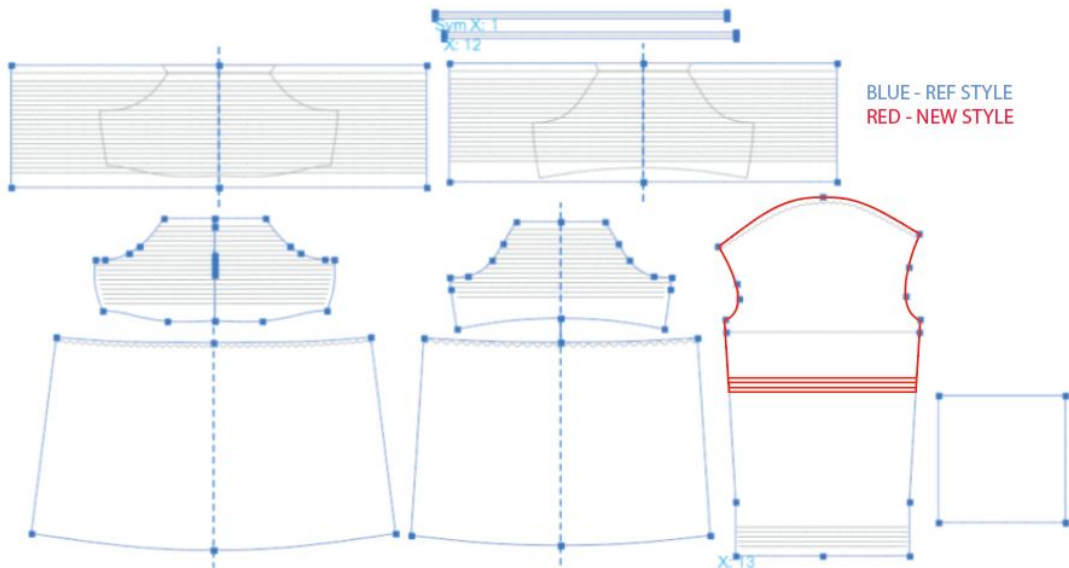 Sym X: 1
X: 12
BLUE - REF STYLE
RED - NEW STYLE
X: 13